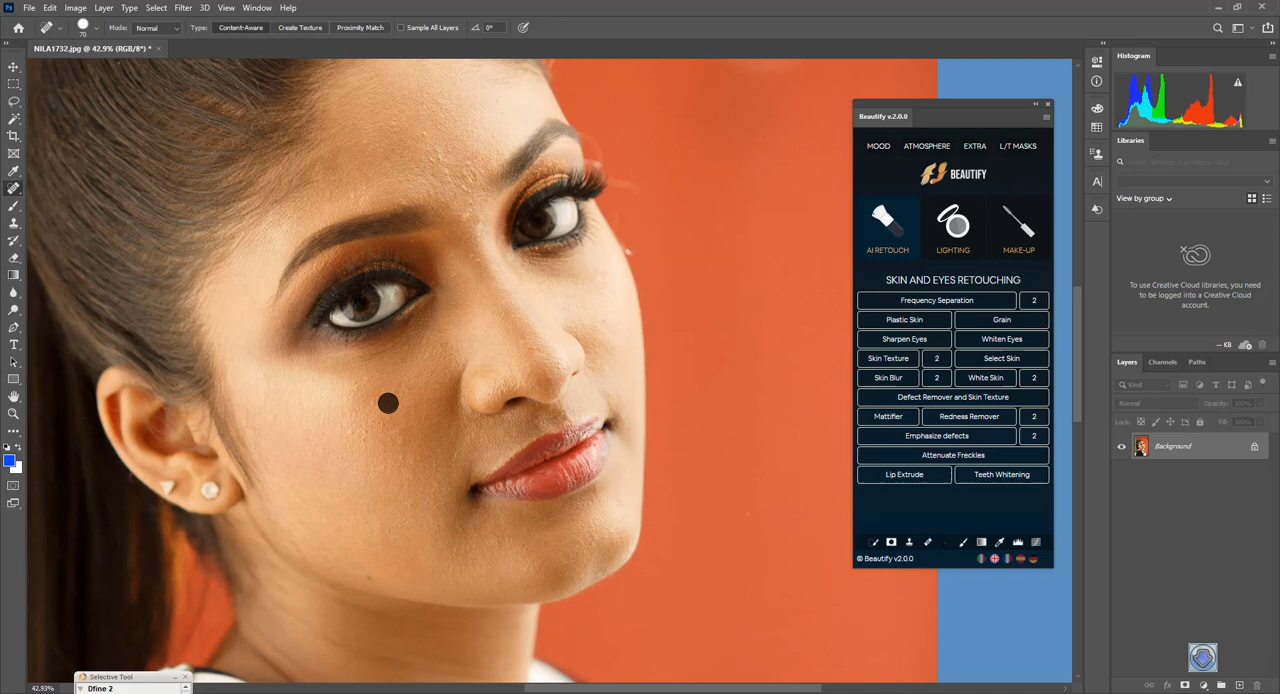 Ps File Edit Image Layer Type Select Filter 3D View Window Help
70 Mode: Normal Type: Content-Aware Create Texture Proximity Match Sample All Layers 0°
NILA1732.jpg @ 42.9% (RGB/8*) * ×
Beautify v.2.0.0
MOOD ATMOSPHERE EXTRA L/T MASKS
BEAUTIFY
AI RETOUCH LIGHTING MAKE-UP
SKIN AND EYES RETOUCHING
Frequency Separation 2
Plastic Skin Grain
Sharpen Eyes Whiten Eyes
Skin Texture 2 Select Skin
Skin Blur 2 White Skin 2
Defect Remover and Skin Texture
Mattifier Redness Remover 2
Emphasize defects 2
Attenuate Freckles
Lip Extrude Teeth Whitening
© Beautify v2.0.0
Histogram
Libraries
View by group
To use Creative Cloud libraries, you need
to be logged into a Creative Cloud
account.
-- KB
Layers Channels Paths
Kind
Normal Opacity: 100%
Lock: Fill: 100%
Background
Selective Tool
Dfine 2
42.93%